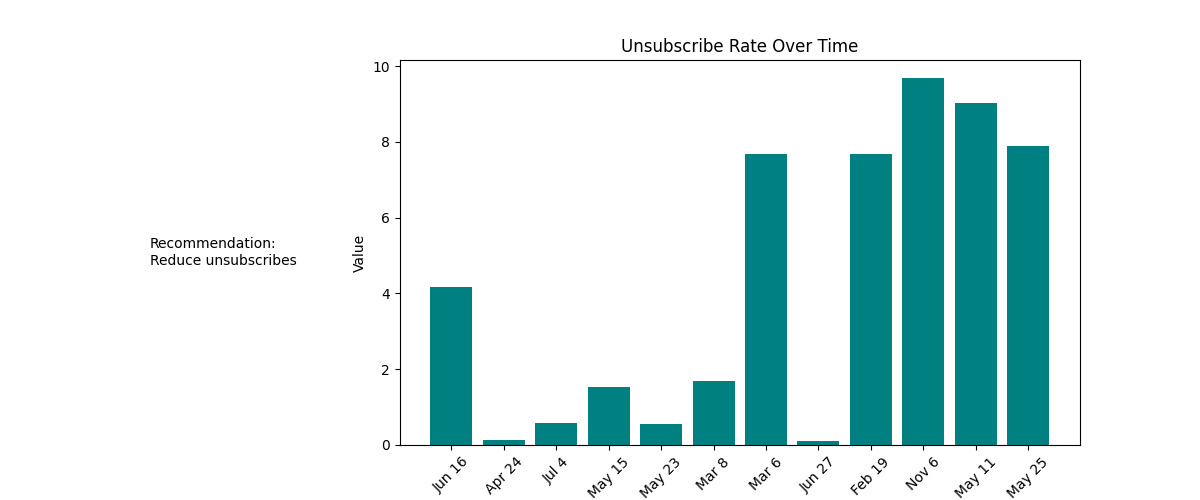 Unsubscribe Rate Over Time
10
8
6
4
2
0
Value
Recommendation:
Reduce unsubscribes
Jun 16
Apr 24
Jul 4
May 15
May 23
Mar 8
Mar 6
Jun 27
Feb 19
Nov 6
May 11
May 25